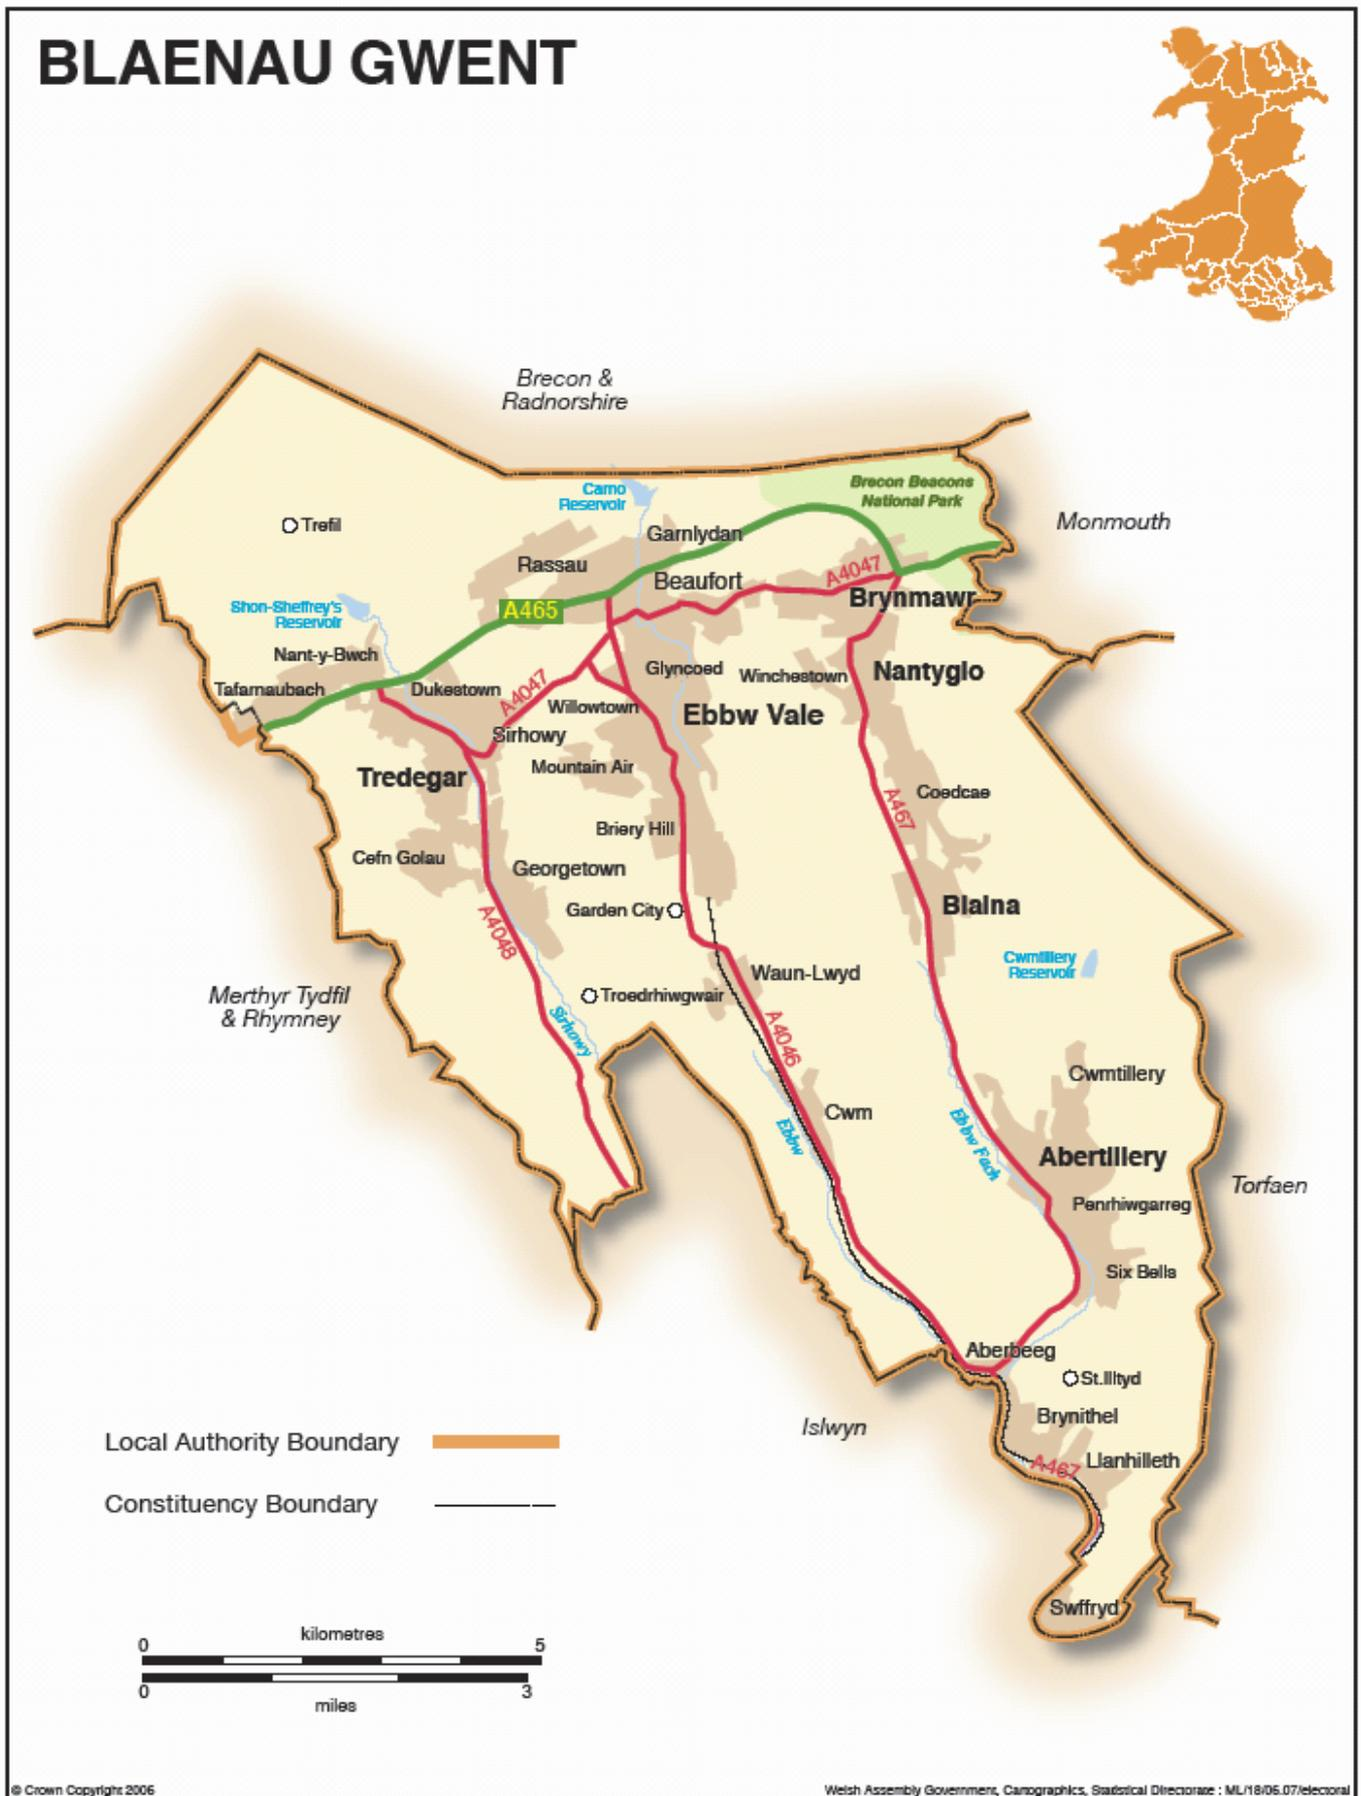 BLAENAU GWENT
Brecon &
Radnorshire
Brecon Beacons
National Park
Carno
Reservoir
Monmouth
Trefil
Garnlydan
Rassau
A4047
Beaufort
Brynmawr
A465
Shon-Sheffrey's
Reservoir
Nant-y-Bwch
Glyncoed
Winchestown
Nantyglo
Tafarnaubach
Dukestown
A4047
Willowtown
Ebbw Vale
Sirhowy
Mountain Air
Tredegar
Coedcae
A467
Briery Hill
Cefn Golau
Georgetown
Garden City
Blaina
A4048
Cwmtillery
Reservoir
Waun-Lwyd
Merthyr Tydfil
& Rhymney
Troedrhiwgwair
Sirhowy
A4046
Cwmtillery
Cwm
Ebbw
Ebbw Fach
Abertillery
Torfaen
Penrhiwgarreg
Six Bells
Aberbeeg
St.Illtyd
Brynithel
Islwyn
Llanhilleth
A467
Local Authority Boundary
Constituency Boundary
Swffryd
kilometres
0 5
0 3
miles
© Crown Copyright 2006
Welsh Assembly Government, Cartographics, Statistical Directorate : ML/18/05.07/electoral